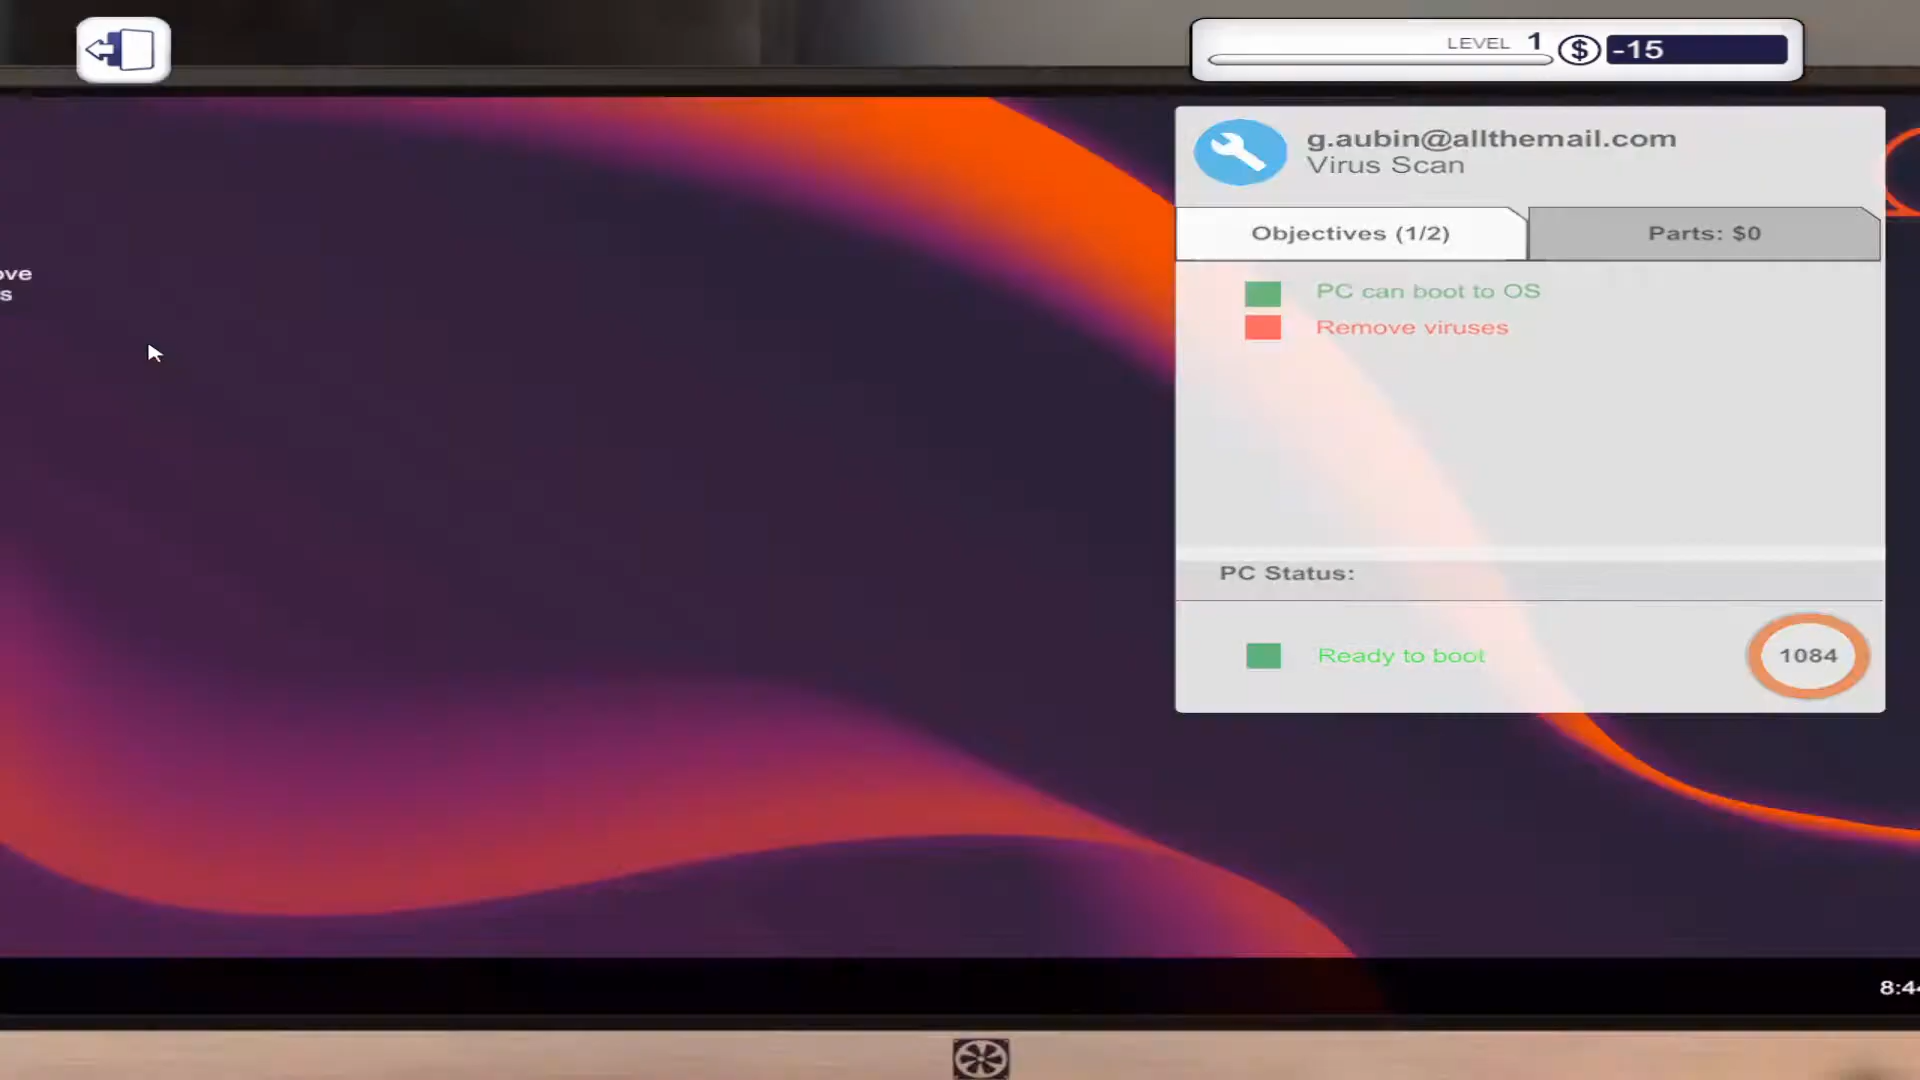 LEVEL 1
-15
g.aubin@allthemail.com
Virus Scan
Objectives (1/2)
Parts: $0
PC can boot to OS
Remove viruses
PC Status:
Ready to boot
1084